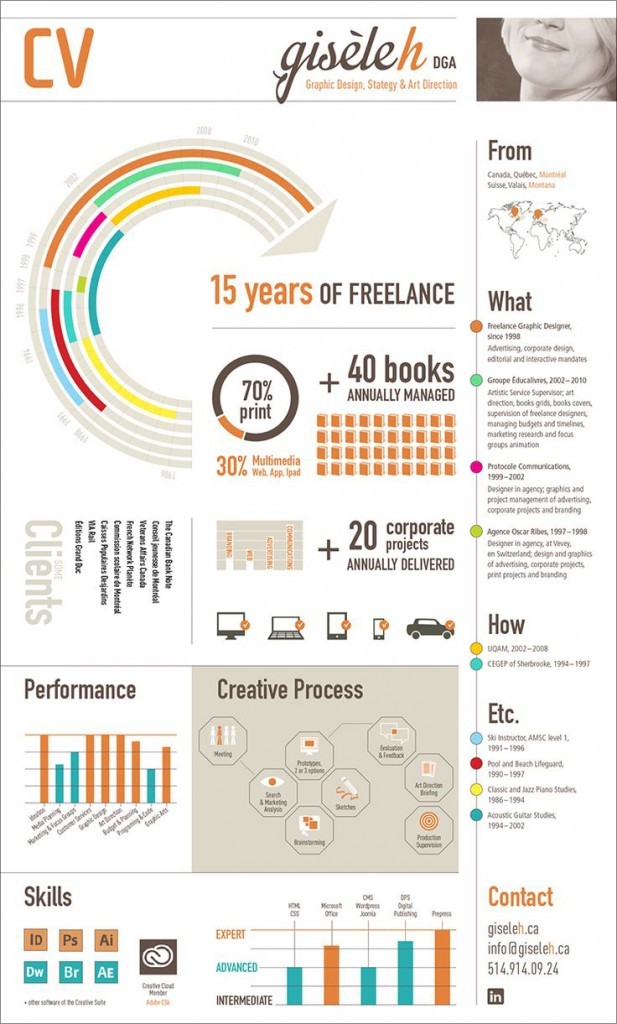 CV
gisèleh DGA
Graphic Design, Stategy & Art Direction
2008
2010
2002
1999
1998
1997
1996
1994
1991
1990
1986
15 years OF FREELANCE
70%
print
30% Multimedia
Web, App, Ipad
+ 40 books
ANNUALLY MANAGED
SOME
Clients
The Canadian Bank Note
Conseil jeunesse de Montréal
Veterans Affairs Canada
French Network Planète
Commission scolaire de Montréal
Caisses Populaires Desjardins
VIA Rail
Éditions Grand Duc
BRANDING
WEB
ADVERTISING
COMMUNICATIONS
+ 20 corporate
projects
ANNUALLY DELIVERED
Performance
Ideation
Media Planning
Marketing & Focus Groups
Customer Services
Graphic Design
Art Direction
Budget & Planning
Programing & Code
Graphic Arts
Creative Process
Meeting
Prototypes,
2 or 3 options
Evaluation
& Feedback
Search
& Marketing
Analysis
Sketches
Art Direction
Briefing
Brainstorming
Production
Supervision
Skills
ID
Ps
Ai
Dw
Br
AE
+ other software of the Creative Suite
Creative Cloud
Member
Adobe CS6
HTML
CSS
Microsoft
Office
CMS
Wordpress
Joomla
DPS
Digital
Publishing
Prepress
EXPERT
ADVANCED
INTERMEDIATE
From
Canada, Québec, Montréal
Suisse, Valais, Montana
What
Freelance Graphic Designer,
since 1998
Advertising, corporate design,
editorial and interactive mandates
Groupe Éducalivres, 2002–2010
Artistic Service Supervisor; art
direction, books grids, books covers,
supervision of freelance designers,
managing budgets and timelines,
marketing research and focus
groups animation
Protocole Communications,
1999–2002
Designer in agency; graphics and
project management of advertising,
corporate projects and branding
Agence Oscar Ribes, 1997–1998
Designer in agency, at Vevey,
en Switzerland; design and graphics
of advertising, corporate projects,
print projects and branding
How
UQAM, 2002–2008
CEGEP of Sherbrooke, 1994–1997
Etc.
Ski Instructor, AMSC level 1,
1991–1996
Pool and Beach Lifeguard,
1990–1997
Classic and Jazz Piano Studies,
1986–1994
Acoustic Guitar Studies,
1994–2002
Contact
giseleh.ca
info@giseleh.ca
514.914.09.24
in